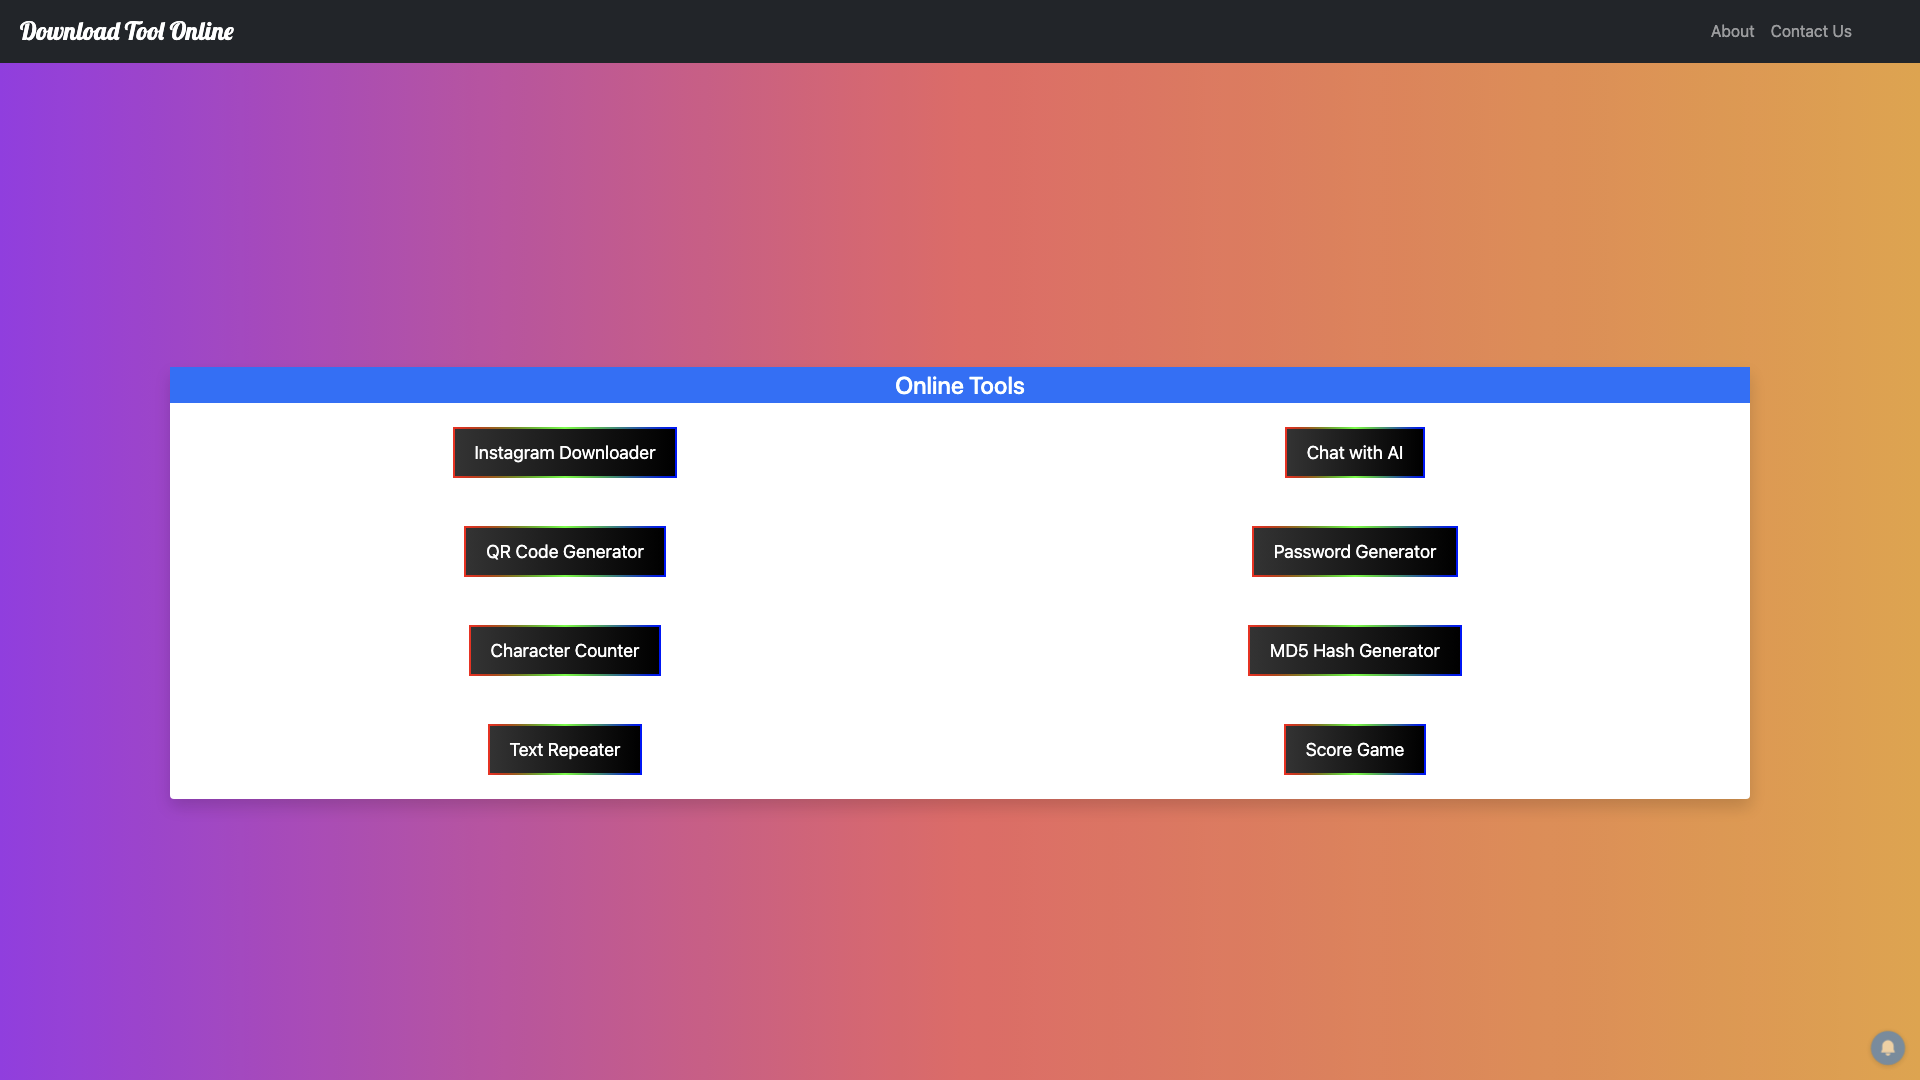 Download Tool Online
About Contact Us
Online Tools
Instagram Downloader
Chat with AI
QR Code Generator
Password Generator
Character Counter
MD5 Hash Generator
Text Repeater
Score Game